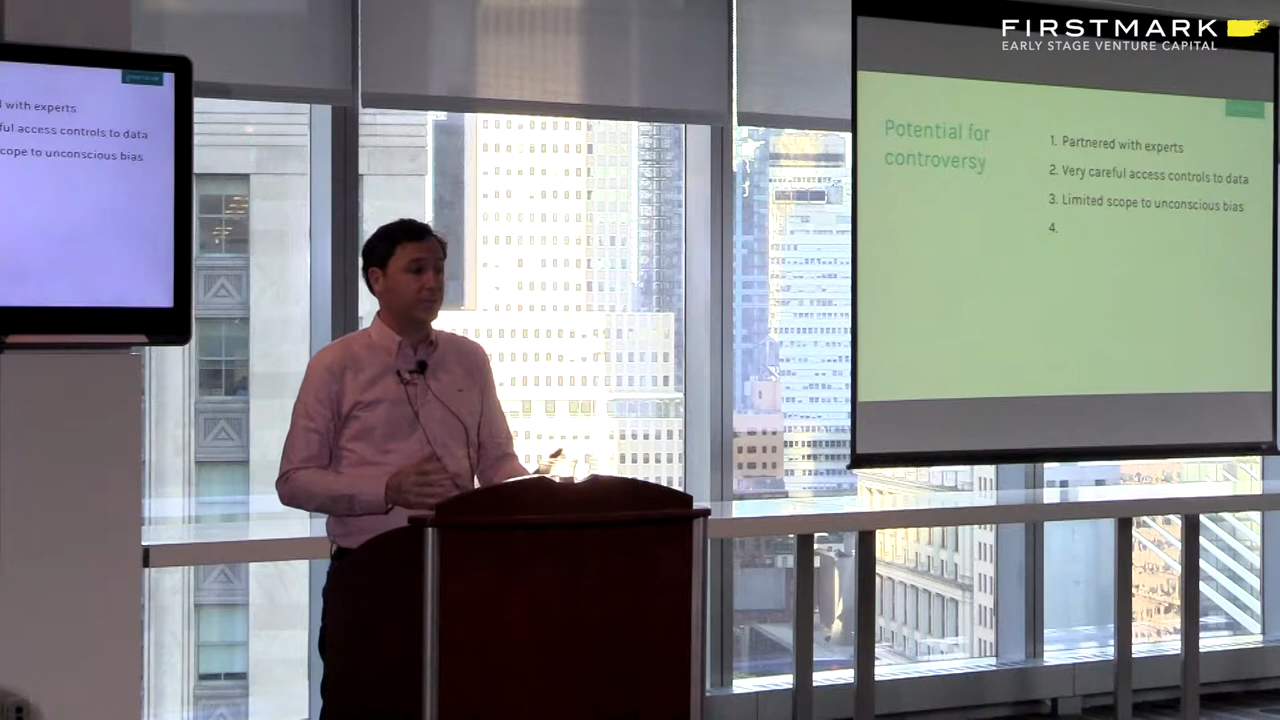 FIRSTMARK
EARLY STAGE VENTURE CAPITAL
with experts
ful access controls to data
cope to unconscious bias
Potential for
controversy
1. Partnered with experts
2. Very careful access controls to data
3. Limited scope to unconscious bias
4.